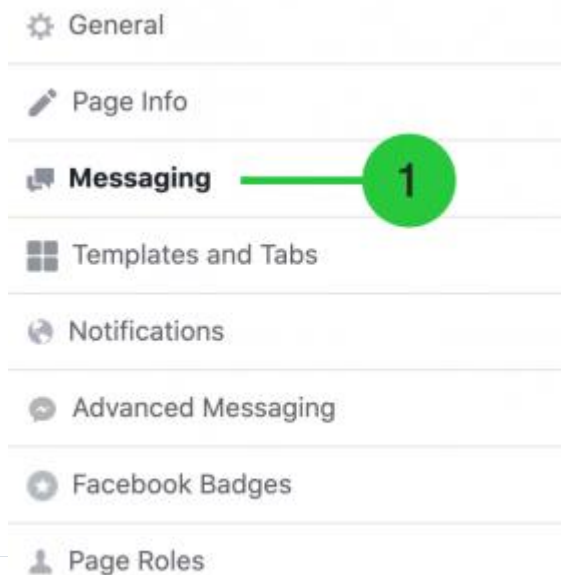 General
Page Info
Messaging
1
Templates and Tabs
Notifications
Advanced Messaging
Facebook Badges
Page Roles